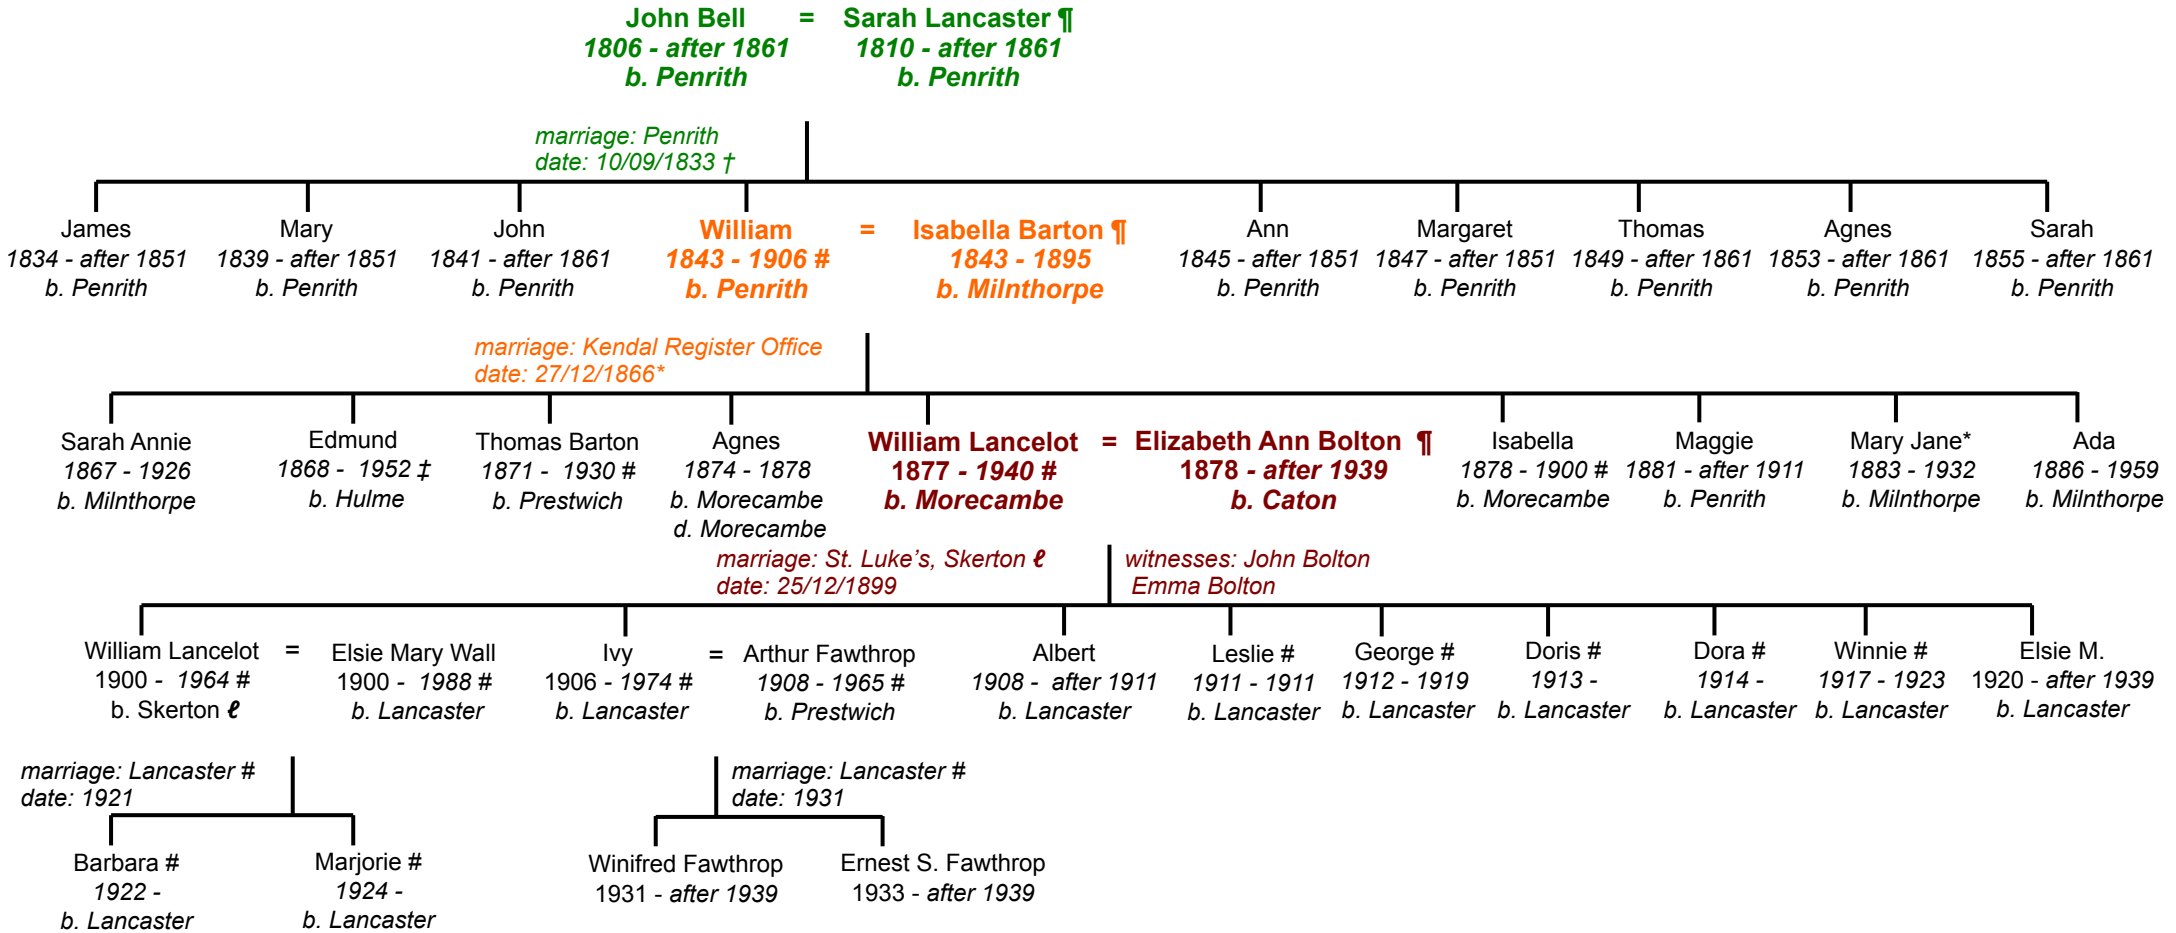 John Bell = Sarah Lancaster ¶
1806 - after 1861 1810 - after 1861
b. Penrith b. Penrith
marriage: Penrith
date: 10/09/1833 †
James Mary John William = Isabella Barton ¶ Ann Margaret Thomas Agnes Sarah
1834 - after 1851 1839 - after 1851 1841 - after 1861 1843 - 1906 # 1843 - 1895 1845 - after 1851 1847 - after 1851 1849 - after 1861 1853 - after 1861 1855 - after 1861
b. Penrith b. Penrith b. Penrith b. Penrith b. Milnthorpe b. Penrith b. Penrith b. Penrith b. Penrith b. Penrith
marriage: Kendal Register Office
date: 27/12/1866*
Sarah Annie Edmund Thomas Barton Agnes William Lancelot = Elizabeth Ann Bolton ¶ Isabella Maggie Mary Jane* Ada
1867 - 1926 1868 - 1952 ‡ 1871 - 1930 # 1874 - 1878 1877 - 1940 # 1878 - after 1939 1878 - 1900 # 1881 - after 1911 1883 - 1932 1886 - 1959
b. Milnthorpe b. Hulme b. Prestwich b. Morecambe b. Morecambe b. Caton b. Morecambe b. Penrith b. Milnthorpe b. Milnthorpe
d. Morecambe
marriage: St. Luke’s, Skerton ℓ witnesses: John Bolton
date: 25/12/1899 Emma Bolton
William Lancelot = Elsie Mary Wall Ivy = Arthur Fawthrop Albert Leslie # George # Doris # Dora # Winnie # Elsie M.
1900 - 1964 # 1900 - 1988 # 1906 - 1974 # 1908 - 1965 # 1908 - after 1911 1911 - 1911 1912 - 1919 1913 - 1914 - 1917 - 1923 1920 - after 1939
b. Skerton ℓ b. Lancaster b. Lancaster b. Prestwich b. Lancaster b. Lancaster b. Lancaster b. Lancaster b. Lancaster b. Lancaster b. Lancaster
marriage: Lancaster # marriage: Lancaster #
date: 1921 date: 1931
Barbara # Marjorie # Winifred Fawthrop Ernest S. Fawthrop
1922 - 1924 - 1931 - after 1939 1933 - after 1939
b. Lancaster b. Lancaster